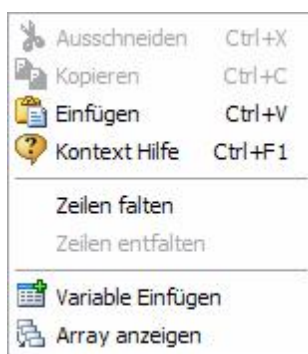 Ausschneiden Ctrl+X
Kopieren Ctrl+C
Einfügen Ctrl+V
Kontext Hilfe Ctrl+F1
Zeilen falten
Zeilen entfalten
Variable Einfügen
Array anzeigen